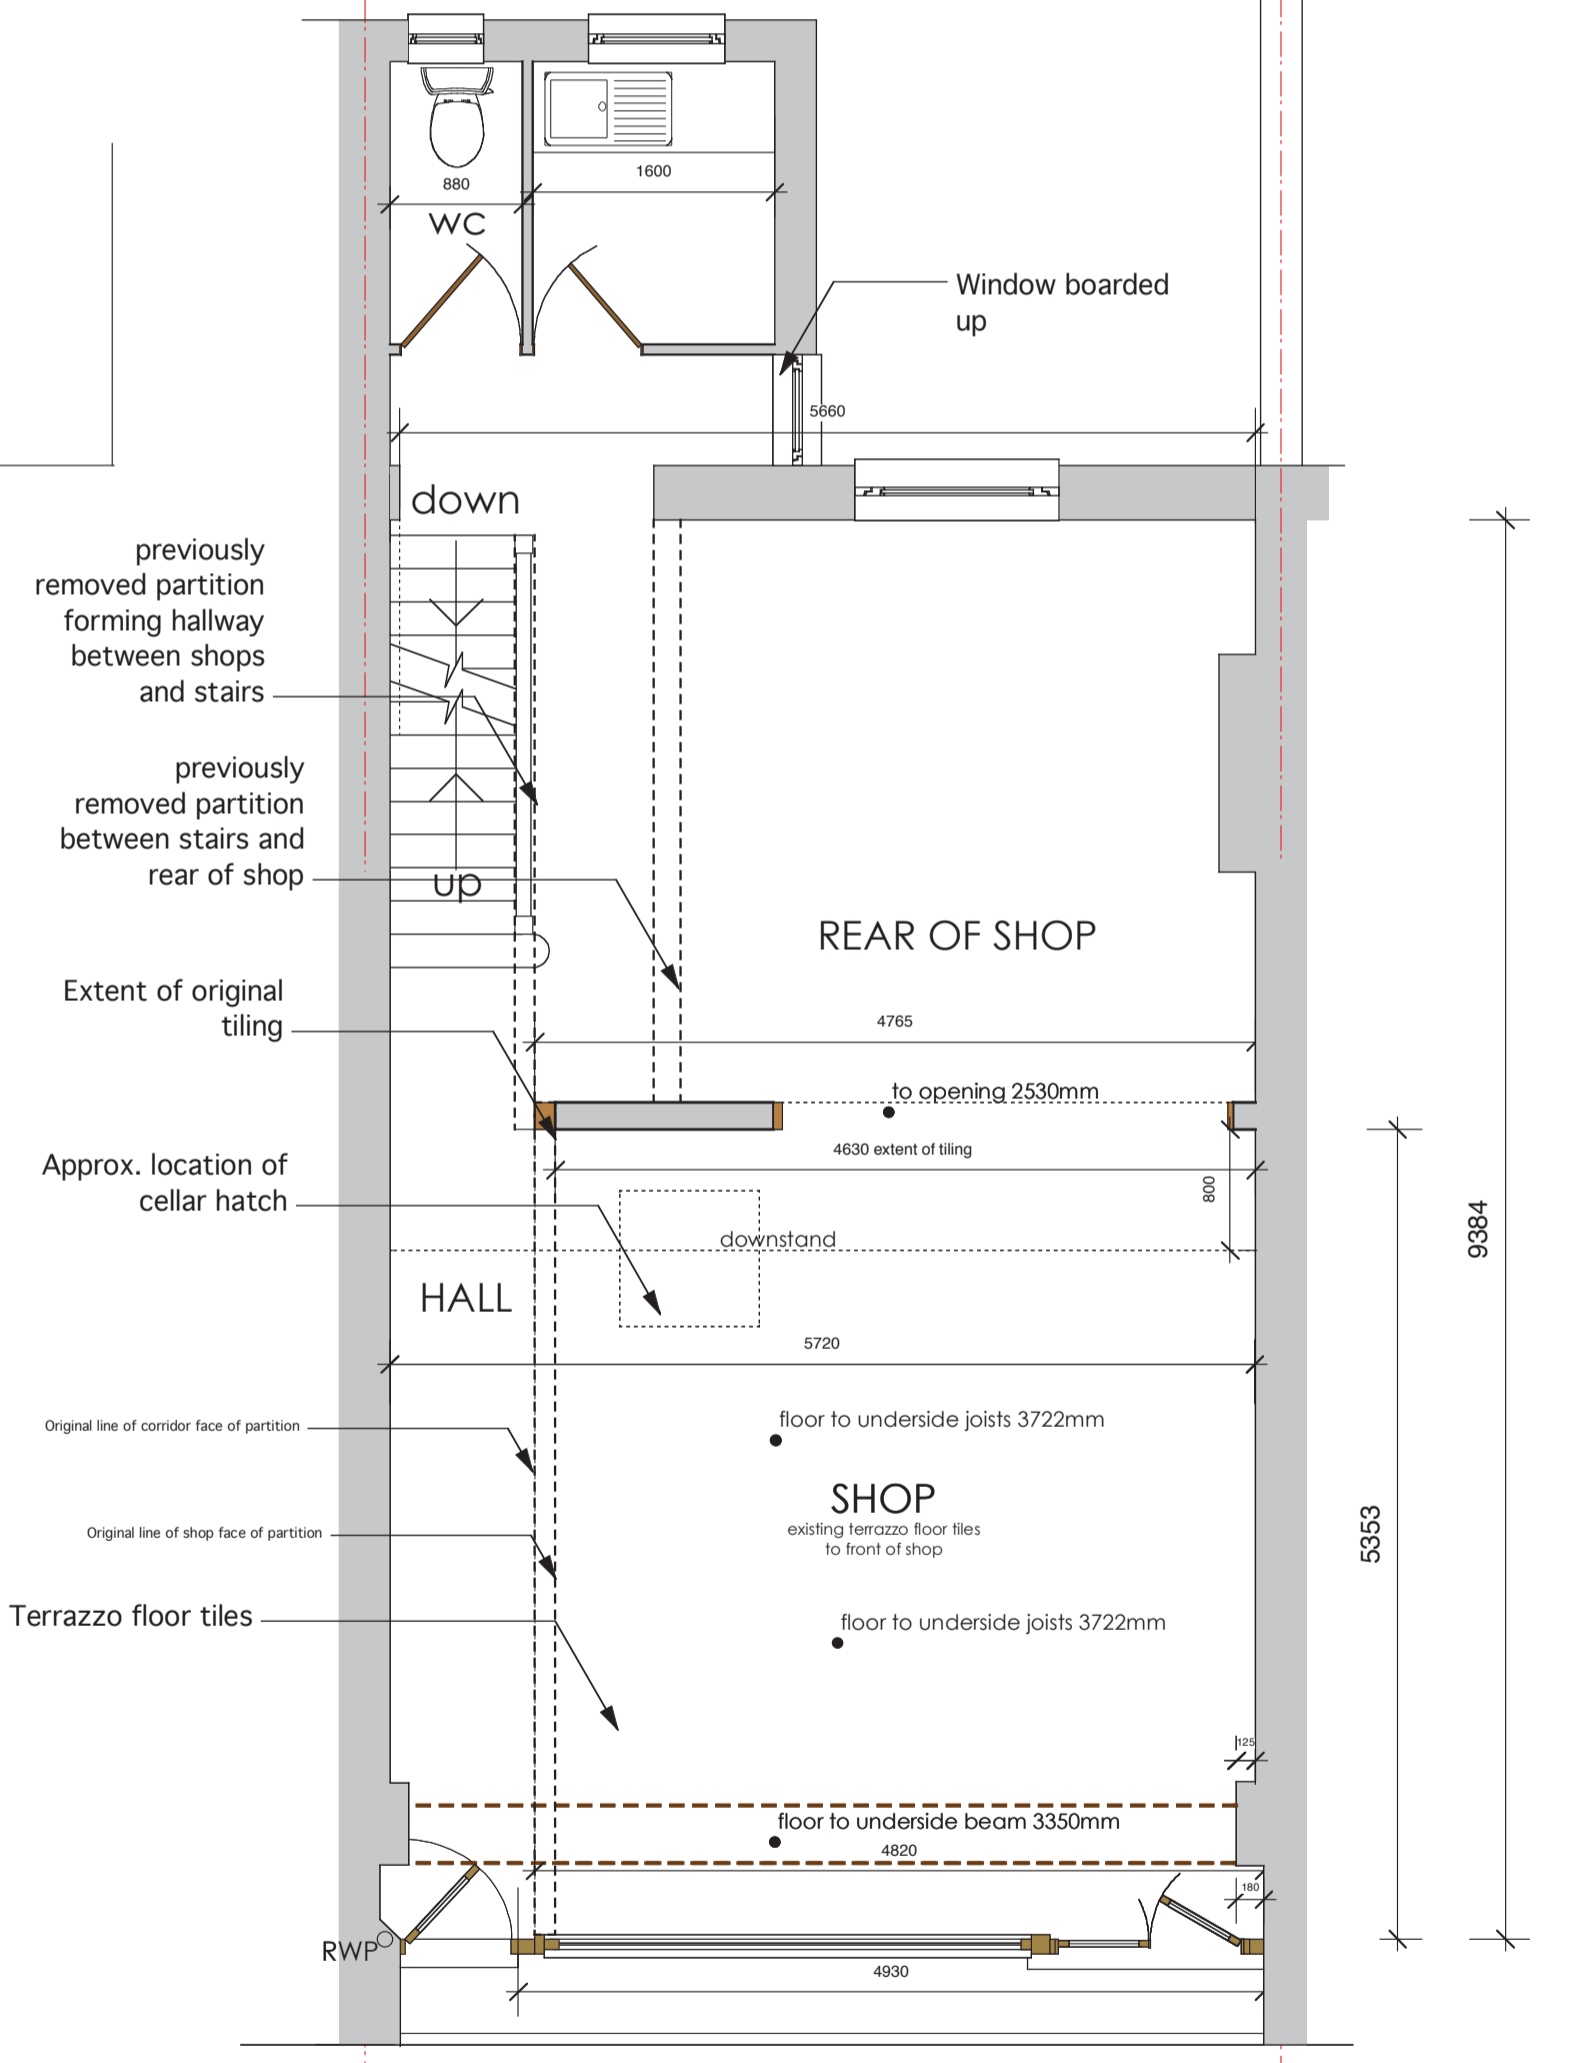 880
1600
WC
Window boarded
up
5660
down
previously
removed partition
forming hallway
between shops
and stairs
previously
removed partition
between stairs and
rear of shop
up
REAR OF SHOP
Extent of original
tiling
4765
to opening 2530mm
4630 extent of tiling
Approx. location of
cellar hatch
800
9384
downstand
HALL
5720
Original line of corridor face of partition
floor to underside joists 3722mm
SHOP
existing terrazzo floor tiles
to front of shop
5353
Original line of shop face of partition
Terrazzo floor tiles
floor to underside joists 3722mm
125
floor to underside beam 3350mm
4820
180
RWP
4930